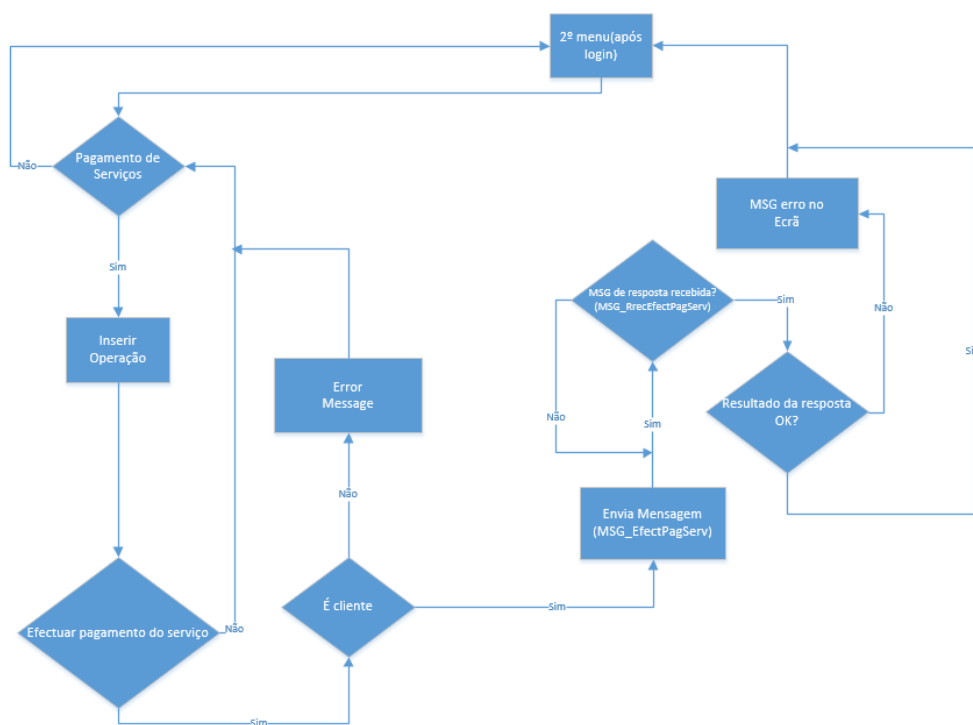 2º menu(após
login)
Pagamento de
Serviços
Não
Sim
Inserir
Operação
Efectuar pagamento do serviço
Não
Sim
Error
Message
Não
É cliente
Sim
MSG de resposta recebida?
(MSG_RrecEfectPagServ)
Não
Sim
Sim
Envia Mensagem
(MSG_EfectPagServ)
MSG erro no
Ecrã
Não
Resultado da resposta
OK?